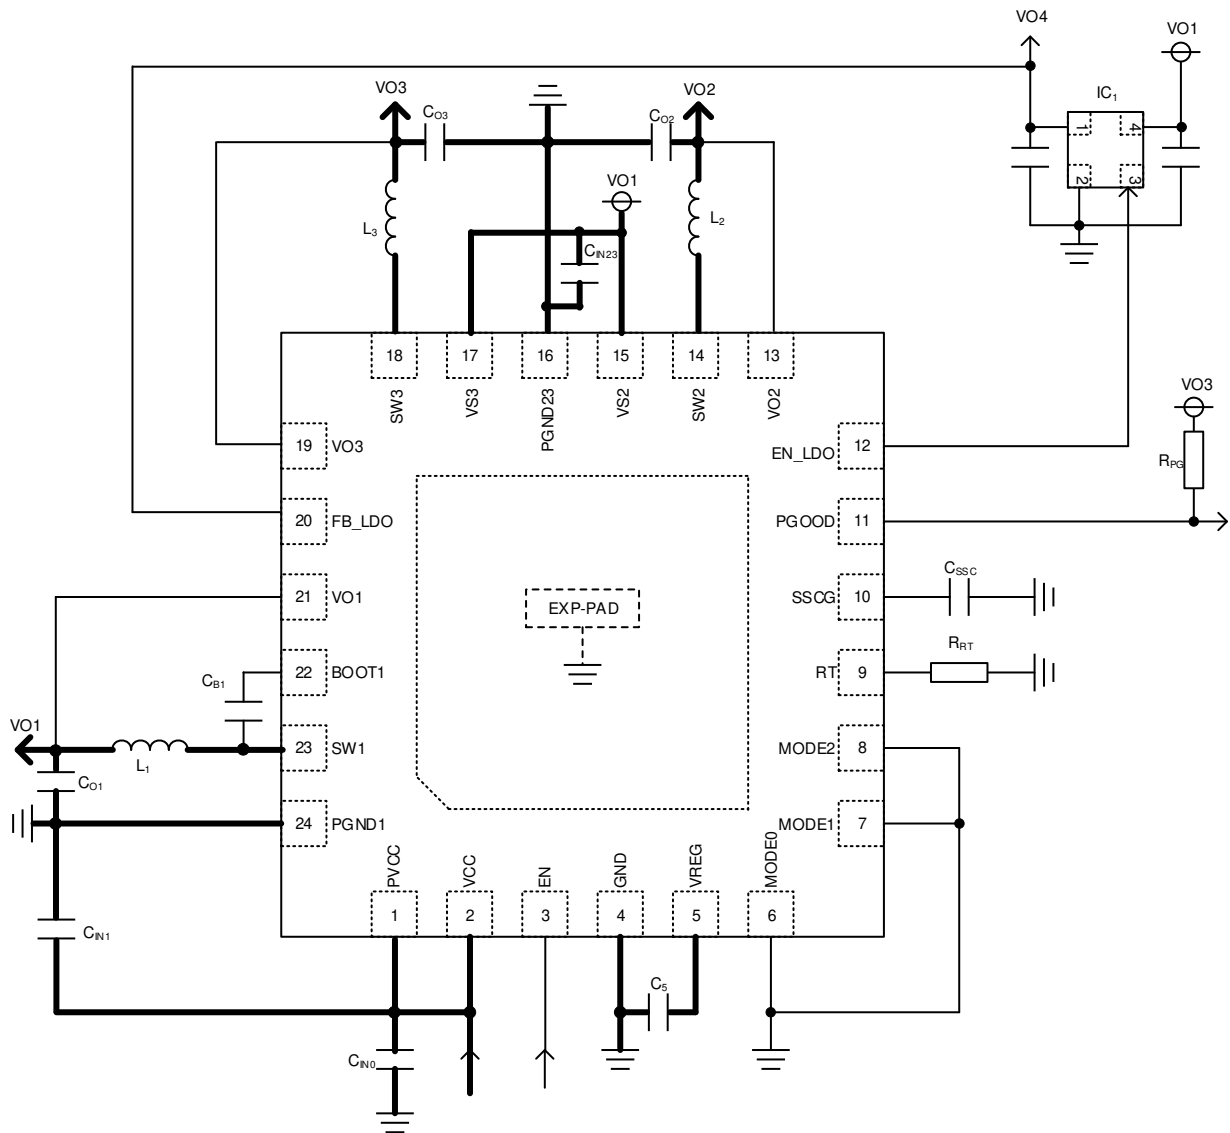 VO4
VO1
IC1
1
4
2
3
VO3
CO3
CO2
VO2
VO1
L3
CIN23
L2
18
17
16
15
14
13
SW3
VS3
PGND23
VS2
SW2
VO2
19
VO3
EN_LDO
12
VO3
RPG
20
FB_LDO
PGOOD
11
21
VO1
EXP-PAD
SSCG
10
CSSC
22
BOOT1
RT
9
RRT
CB1
VO1
L1
23
SW1
MODE2
8
CO1
24
PGND1
MODE1
7
PVCC
VCC
EN
GND
VREG
MODE0
1
2
3
4
5
6
CIN1
C5
CIN0